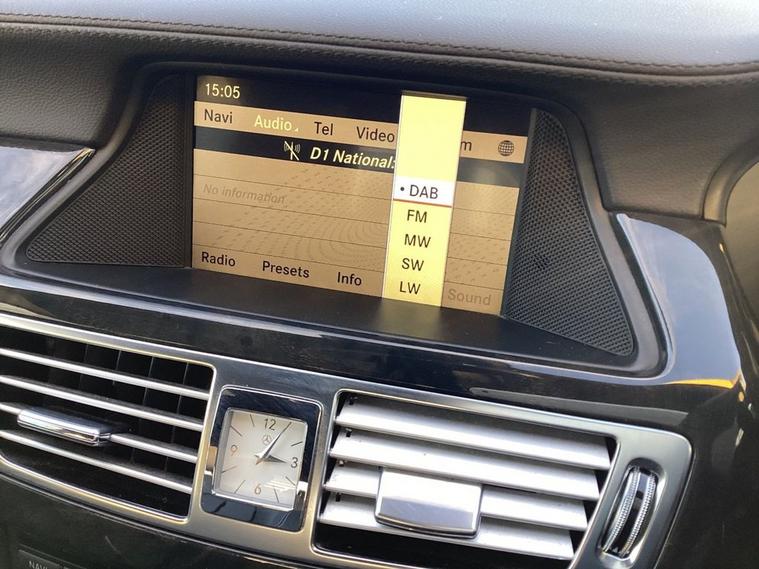 15:05
Navi Audio Tel Video m
D1 National:
No information
• DAB
FM
MW
SW
LW
Radio Presets Info Sound
12
3
6
9
NAV